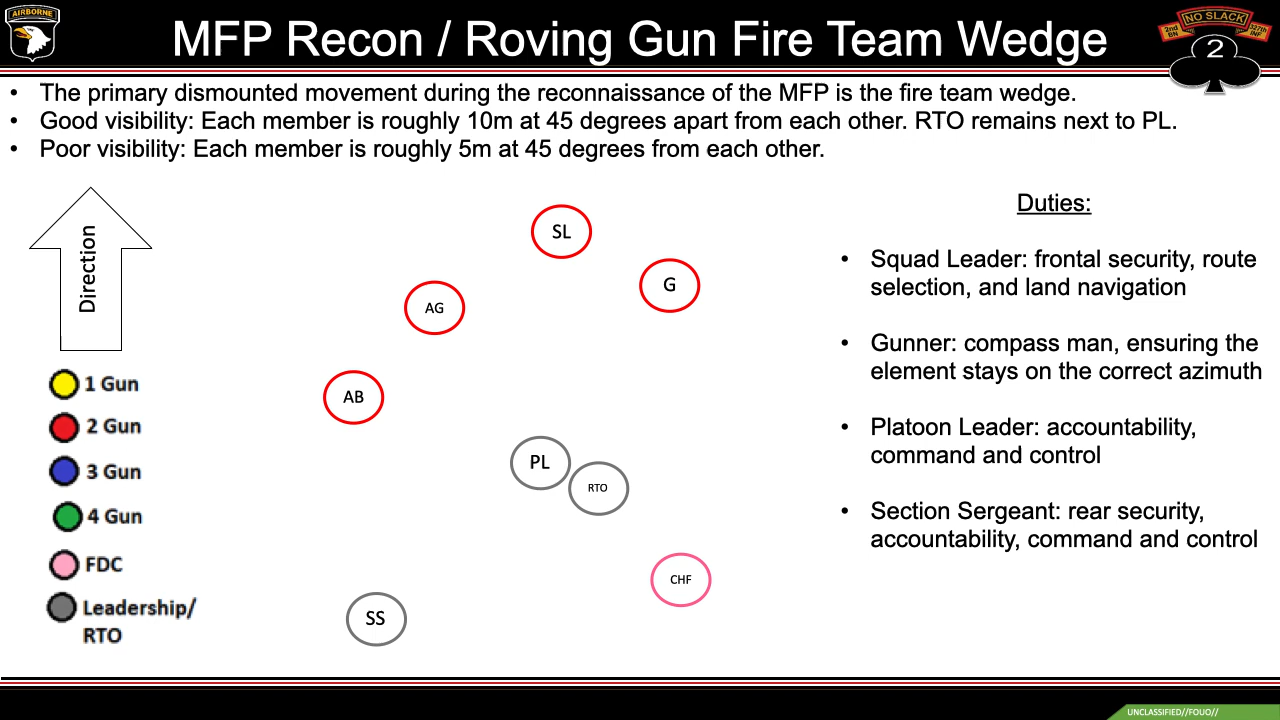 AIRBORNE
MFP Recon / Roving Gun Fire Team Wedge
NO SLACK
2nd BN
327th INF
2
• The primary dismounted movement during the reconnaissance of the MFP is the fire team wedge.
• Good visibility: Each member is roughly 10m at 45 degrees apart from each other. RTO remains next to PL.
• Poor visibility: Each member is roughly 5m at 45 degrees from each other.
Direction
1 Gun
2 Gun
3 Gun
4 Gun
FDC
Leadership/
RTO
SL
G
AG
AB
PL
RTO
CHF
SS
Duties:
• Squad Leader: frontal security, route
selection, and land navigation
• Gunner: compass man, ensuring the
element stays on the correct azimuth
• Platoon Leader: accountability,
command and control
• Section Sergeant: rear security,
accountability, command and control
UNCLASSIFIED//FOUO//